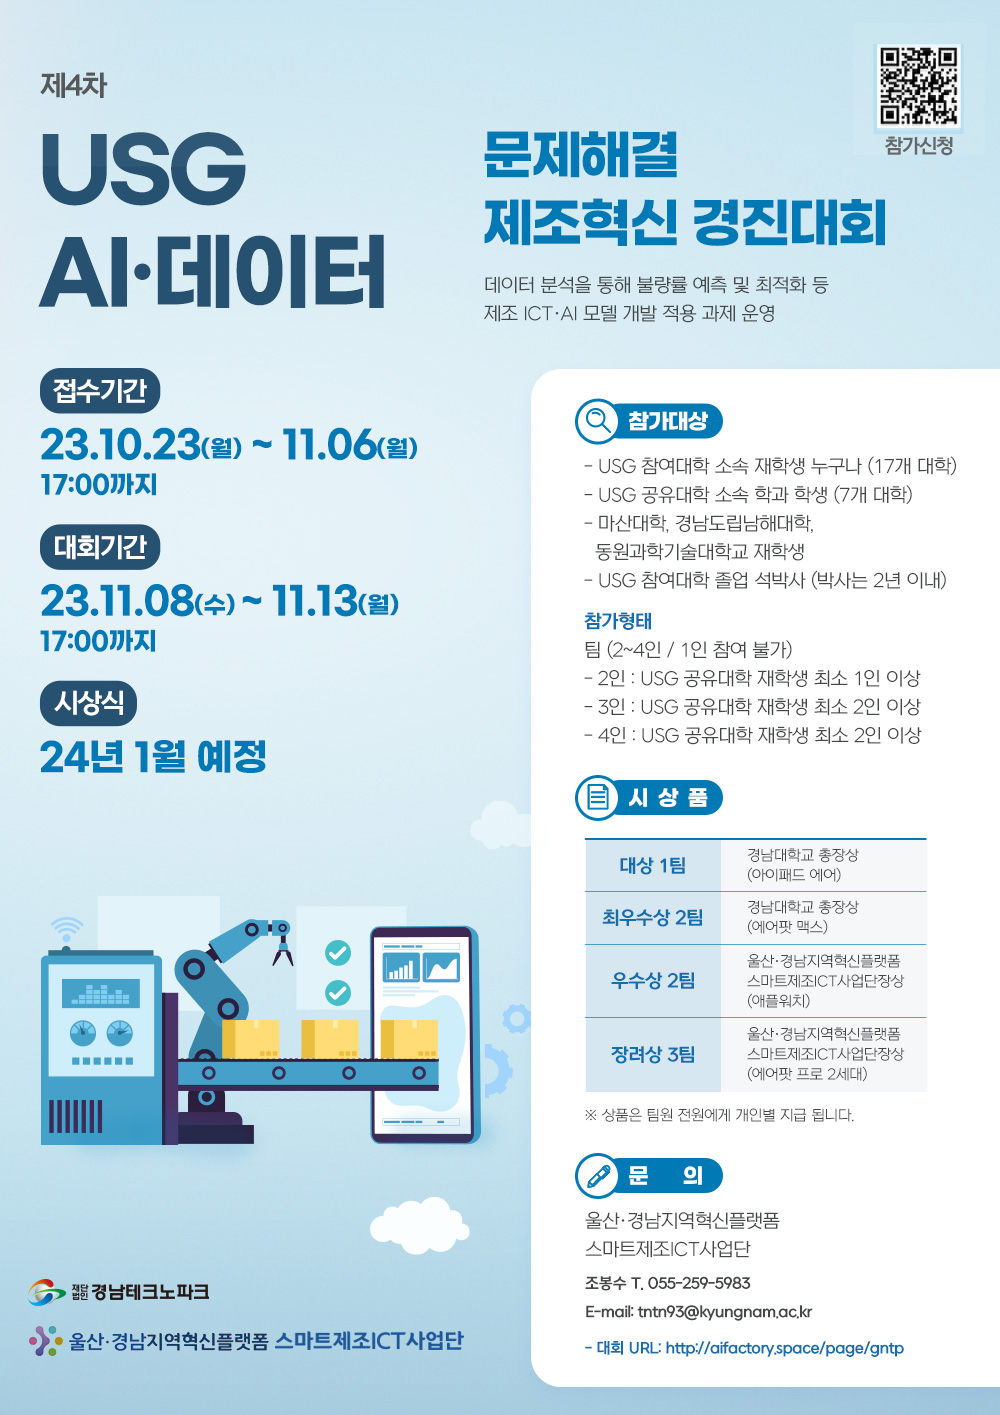 제4차
USG
AI·데이터
참가신청
문제해결
제조혁신 경진대회
데이터 분석을 통해 불량률 예측 및 최적화 등
제조 ICT·AI 모델 개발 적용 과제 운영
접수기간
23.10.23(월) ~ 11.06(월)
17:00까지
대회기간
23.11.08(수) ~ 11.13(월)
17:00까지
시상식
24년 1월 예정
참가대상
- USG 참여대학 소속 재학생 누구나 (17개 대학)
- USG 공유대학 소속 학과 학생 (7개 대학)
- 마산대학, 경남도립남해대학,
동원과학기술대학교 재학생
- USG 참여대학 졸업 석박사 (박사는 2년 이내)
참가형태
팀 (2~4인 / 1인 참여 불가)
- 2인 : USG 공유대학 재학생 최소 1인 이상
- 3인 : USG 공유대학 재학생 최소 2인 이상
- 4인 : USG 공유대학 재학생 최소 2인 이상
시 상 품
대상 1팀
경남대학교 총장상
(아이패드 에어)
최우수상 2팀
경남대학교 총장상
(에어팟 맥스)
우수상 2팀
울산·경남지역혁신플랫폼
스마트제조ICT사업단장상
(애플워치)
장려상 3팀
울산·경남지역혁신플랫폼
스마트제조ICT사업단장상
(에어팟 프로 2세대)
※ 상품은 팀원 전원에게 개인별 지급 됩니다.
문 의
울산·경남지역혁신플랫폼
스마트제조ICT사업단
조봉수 T. 055-259-5983
E-mail: tntn93@kyungnam.ac.kr
- 대회 URL: http://aifactory.space/page/gntp
재단법인 경남테크노파크
울산·경남지역혁신플랫폼 스마트제조ICT사업단